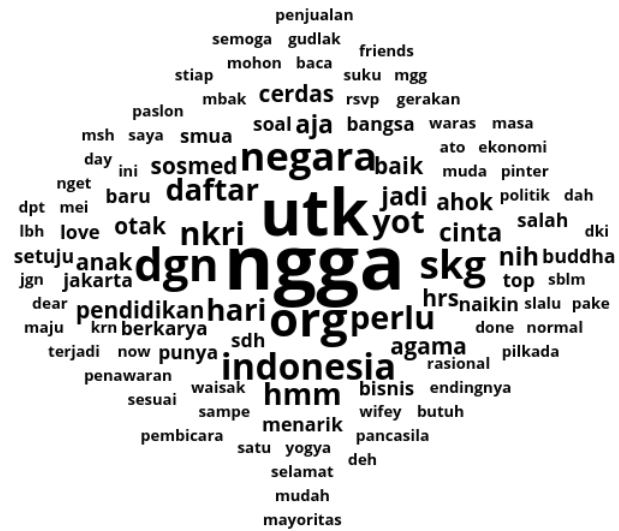 penjualan
semoga gudlak
friends
mohon baca
stiap suku mgg
cerdas
mbak rsvp gerakan
paslon
soal aja bangsa waras masa
msh saya smua
ato ekonomi
negara
day ini sosmed baik muda pinter
nget daftar
baru jadi ahok politik dah
dpt mei
utk yot
lbh love otak nkri cinta salah dki
setuju anak dgn ngga skg nih buddha
jgn jakarta top sblm
dear pendidikan hari hrs naikin slalu pake
org perlu
maju krn berkarya done normal
sdh
terjadi now punya agama pilkada
indonesia rasional
penawaran
waisak bisnis endingnya
sesuai hmm
sampe wifey butuh
menarik
pembicara pancasila
satu yogya
deh
selamat
mudah
mayoritas